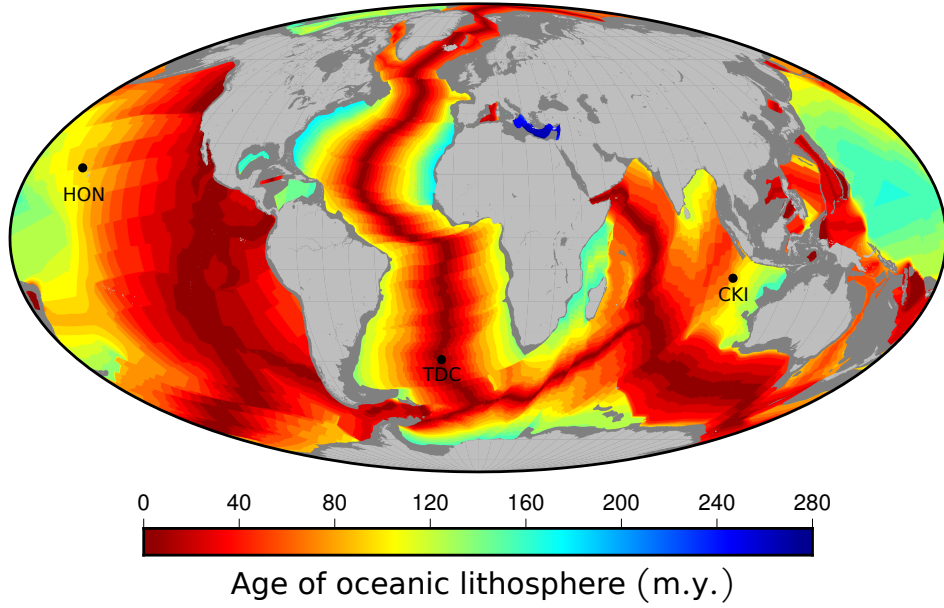 HON
CKI
TDC
0 40 80 120 160 200 240 280
Age of oceanic lithosphere (m.y.)